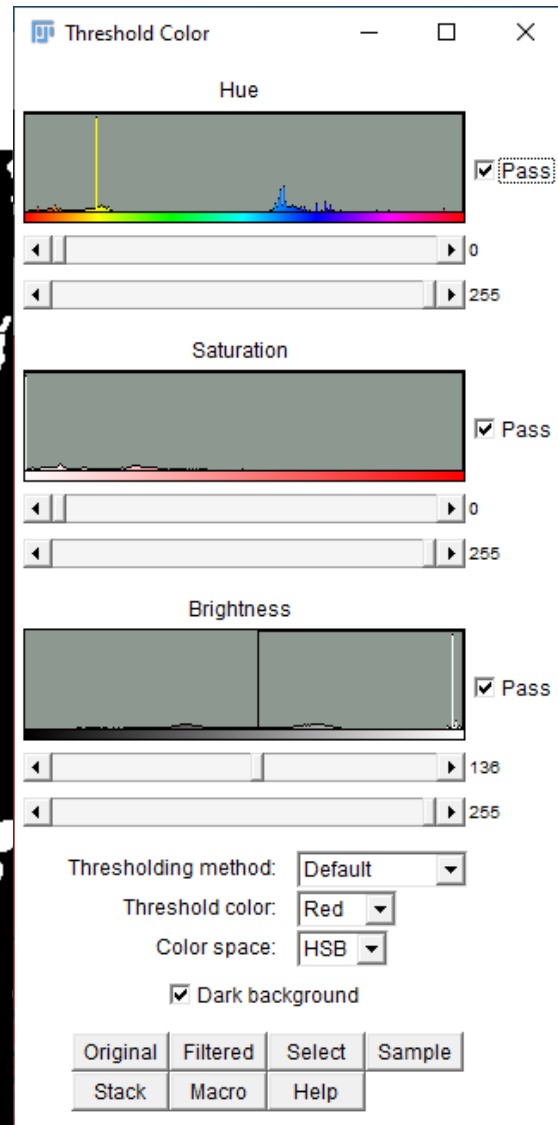 Threshold Color
Hue
Pass
0
255
Saturation
Pass
0
255
Brightness
Pass
136
255
Thresholding method: Default
Threshold color: Red
Color space: HSB
Dark background
Original Filtered Select Sample
Stack Macro Help